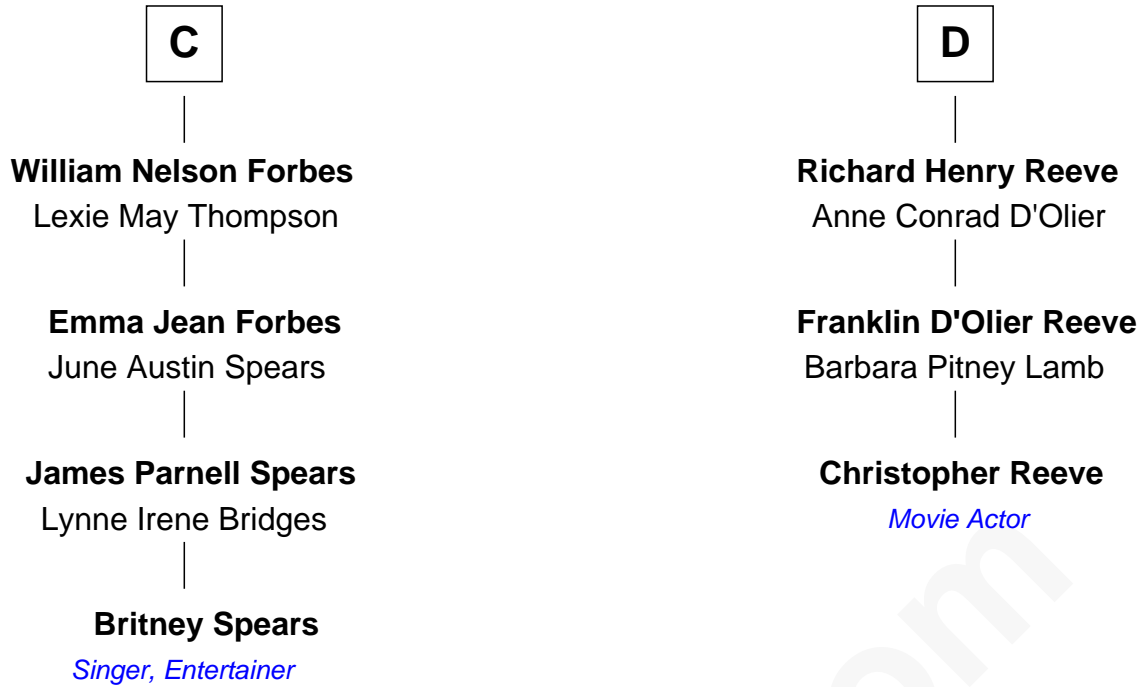 C
William Nelson Forbes
Lexie May Thompson
Emma Jean Forbes
June Austin Spears
James Parnell Spears
Lynne Irene Bridges
Britney Spears
Singer, Entertainer
D
Richard Henry Reeve
Anne Conrad D'Olier
Franklin D'Olier Reeve
Barbara Pitney Lamb
Christopher Reeve
Movie Actor
om